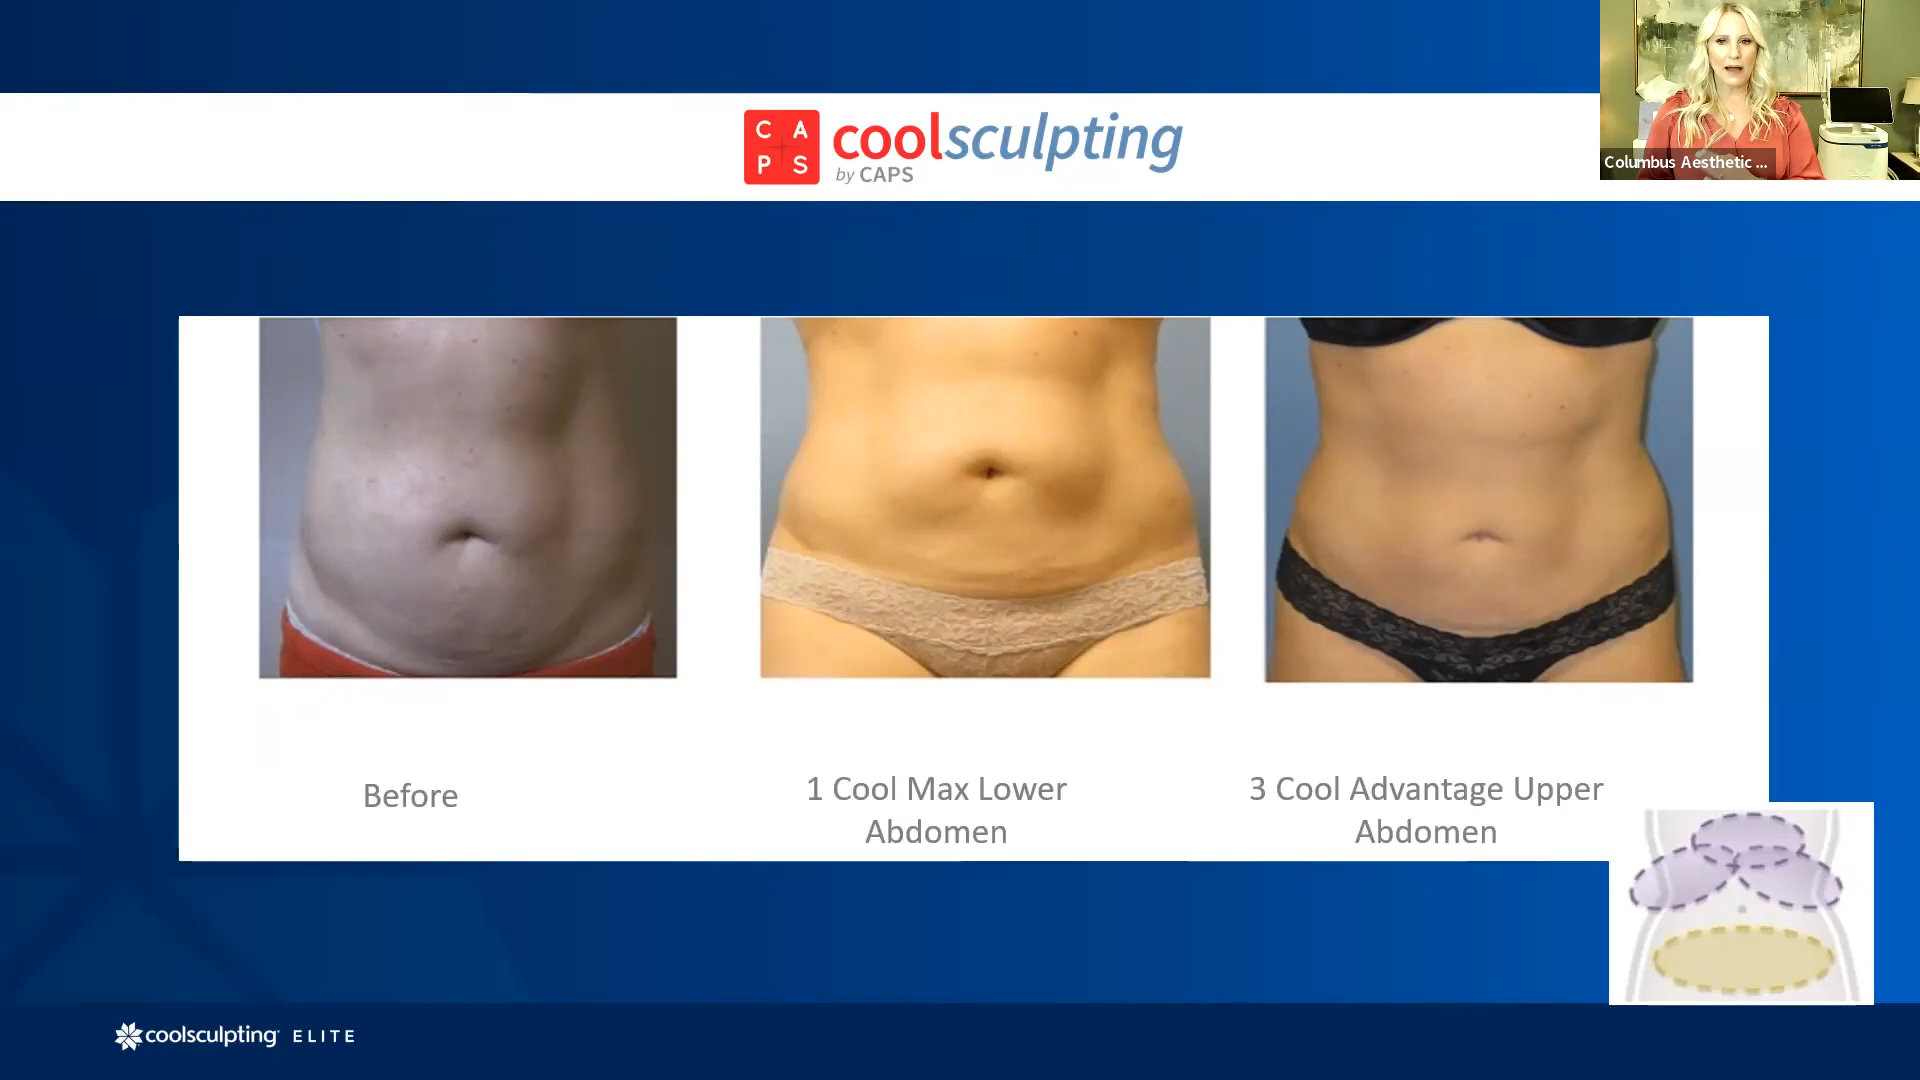 C A
P S
coolsculpting
by CAPS
Columbus Aesthetic ...
Before
1 Cool Max Lower
Abdomen
3 Cool Advantage Upper
Abdomen
coolsculpting ELITE